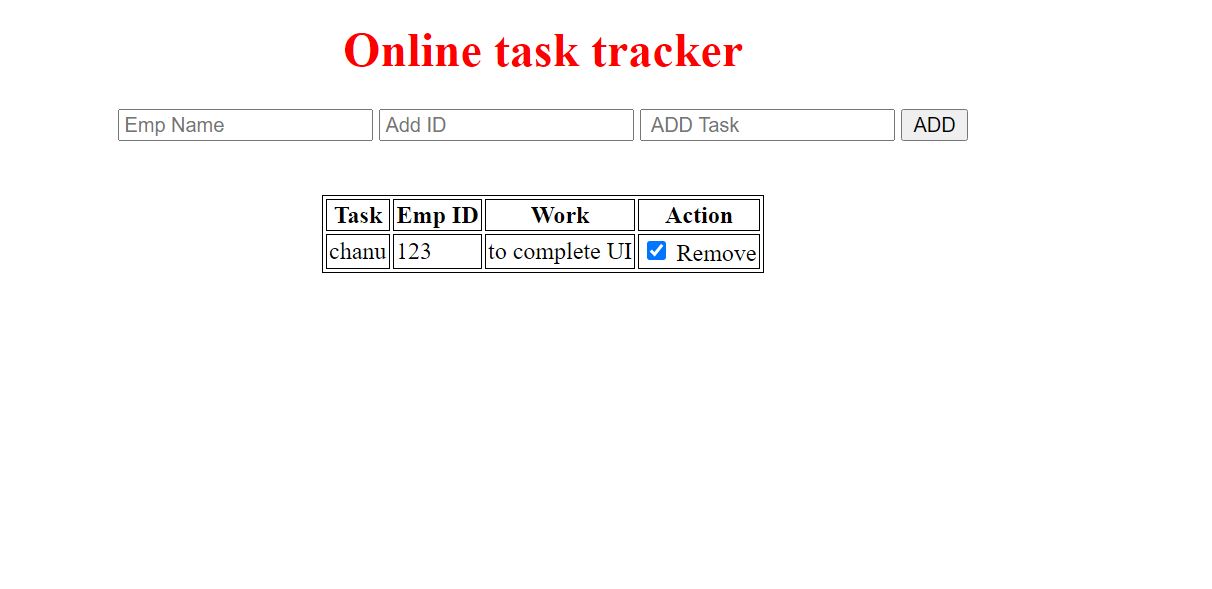 Online task tracker
Emp Name Add ID ADD Task ADD
Task Emp ID Work Action
chanu 123 to complete UI Remove